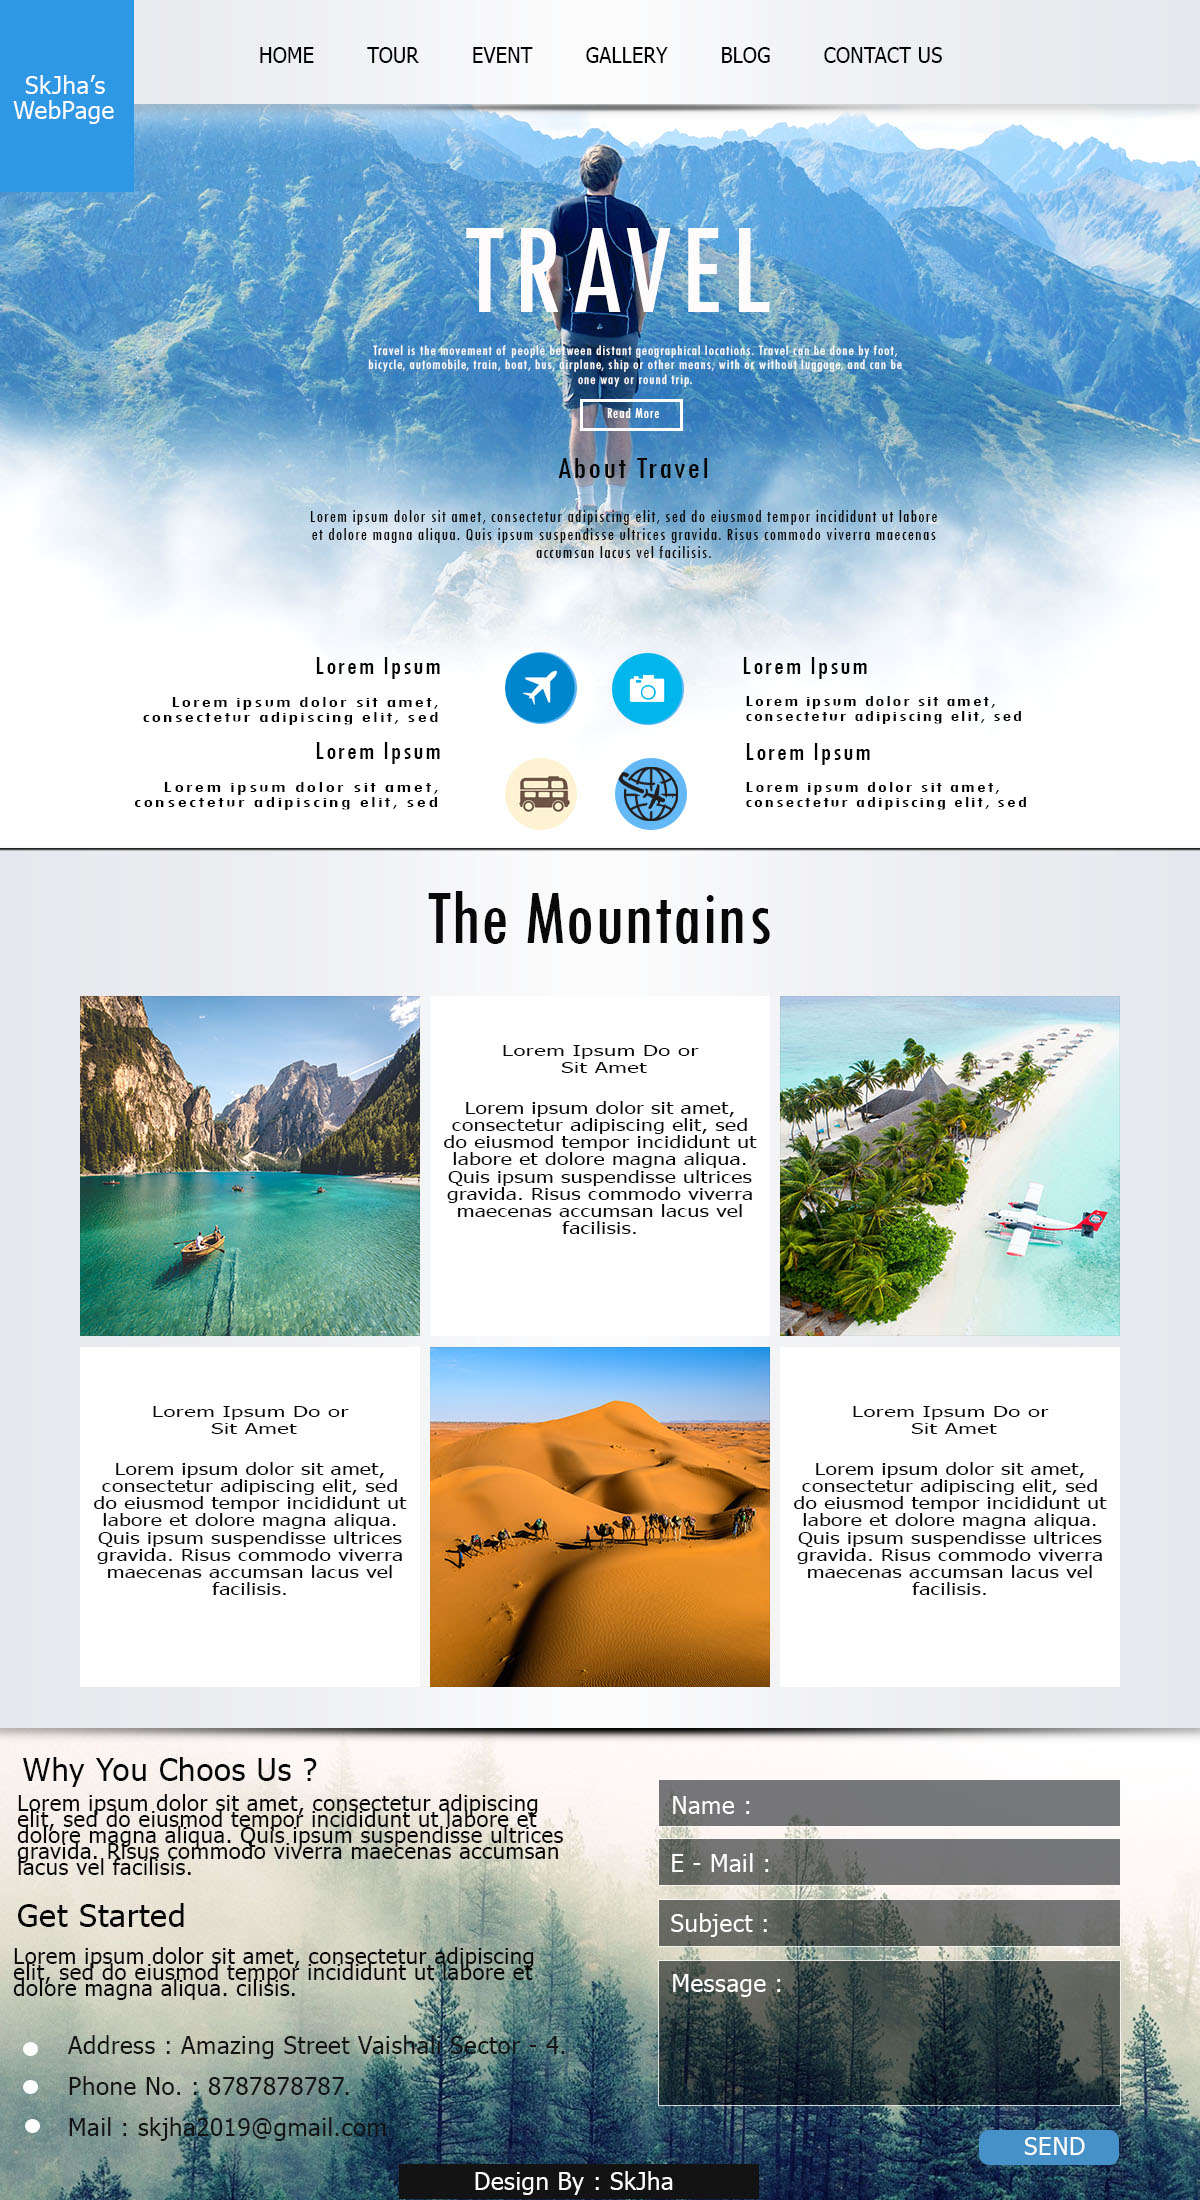 SkJha’s
WebPage
HOME TOUR EVENT GALLERY BLOG CONTACT US
TRAVEL
Travel is the movement of people between distant geographical locations. Travel can be done by foot,
bicycle, automobile, train, boat, bus, airplane, ship or other means; with or without luggage, and can be
one way or round trip.
Read More
About Travel
Lorem ipsum dolor sit amet, consectetur adipiscing elit, sed do eiusmod tempor incididunt ut labore
et dolore magna aliqua. Quis ipsum suspendisse ultrices gravida. Risus commodo viverra maecenas
accumsan lacus vel facilisis.
Lorem Ipsum
Lorem ipsum dolor sit amet,
consectetur adipiscing elit, sed
Lorem Ipsum
Lorem ipsum dolor sit amet,
consectetur adipiscing elit, sed
Lorem Ipsum
Lorem ipsum dolor sit amet,
consectetur adipiscing elit, sed
Lorem Ipsum
Lorem ipsum dolor sit amet,
consectetur adipiscing elit, sed
The Mountains
Lorem Ipsum Do or
Sit Amet
Lorem ipsum dolor sit amet,
consectetur adipiscing elit, sed
do eiusmod tempor incididunt ut
labore et dolore magna aliqua.
Quis ipsum suspendisse ultrices
gravida. Risus commodo viverra
maecenas accumsan lacus vel
facilisis.
Lorem Ipsum Do or
Sit Amet
Lorem ipsum dolor sit amet,
consectetur adipiscing elit, sed
do eiusmod tempor incididunt ut
labore et dolore magna aliqua.
Quis ipsum suspendisse ultrices
gravida. Risus commodo viverra
maecenas accumsan lacus vel
facilisis.
Lorem Ipsum Do or
Sit Amet
Lorem ipsum dolor sit amet,
consectetur adipiscing elit, sed
do eiusmod tempor incididunt ut
labore et dolore magna aliqua.
Quis ipsum suspendisse ultrices
gravida. Risus commodo viverra
maecenas accumsan lacus vel
facilisis.
Why You Choos Us ?
Lorem ipsum dolor sit amet, consectetur adipiscing
elit, sed do eiusmod tempor incididunt ut labore et
dolore magna aliqua. Quis ipsum suspendisse ultrices
gravida. Risus commodo viverra maecenas accumsan
lacus vel facilisis.
Get Started
Lorem ipsum dolor sit amet, consectetur adipiscing
elit, sed do eiusmod tempor incididunt ut labore et
dolore magna aliqua. cilisis.
Address : Amazing Street Vaishali Sector - 4.
Phone No. : 8787878787.
Mail : skjha2019@gmail.com
Name :
E - Mail :
Subject :
Message :
SEND
Design By : SkJha